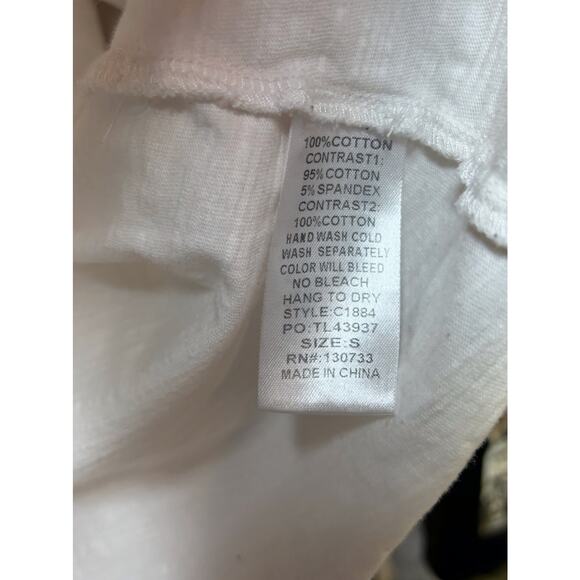 100%COTTON
CONTRAST1:
95%COTTON
5%SPANDEX
CONTRAST2:
100%COTTON
HAND WASH COLD
WASH SEPARATELY
COLOR WILL BLEED
NO BLEACH
HANG TO DRY
STYLE:C1884
PO:TL43937
SIZE:S
RN#:130733
MADE IN CHINA